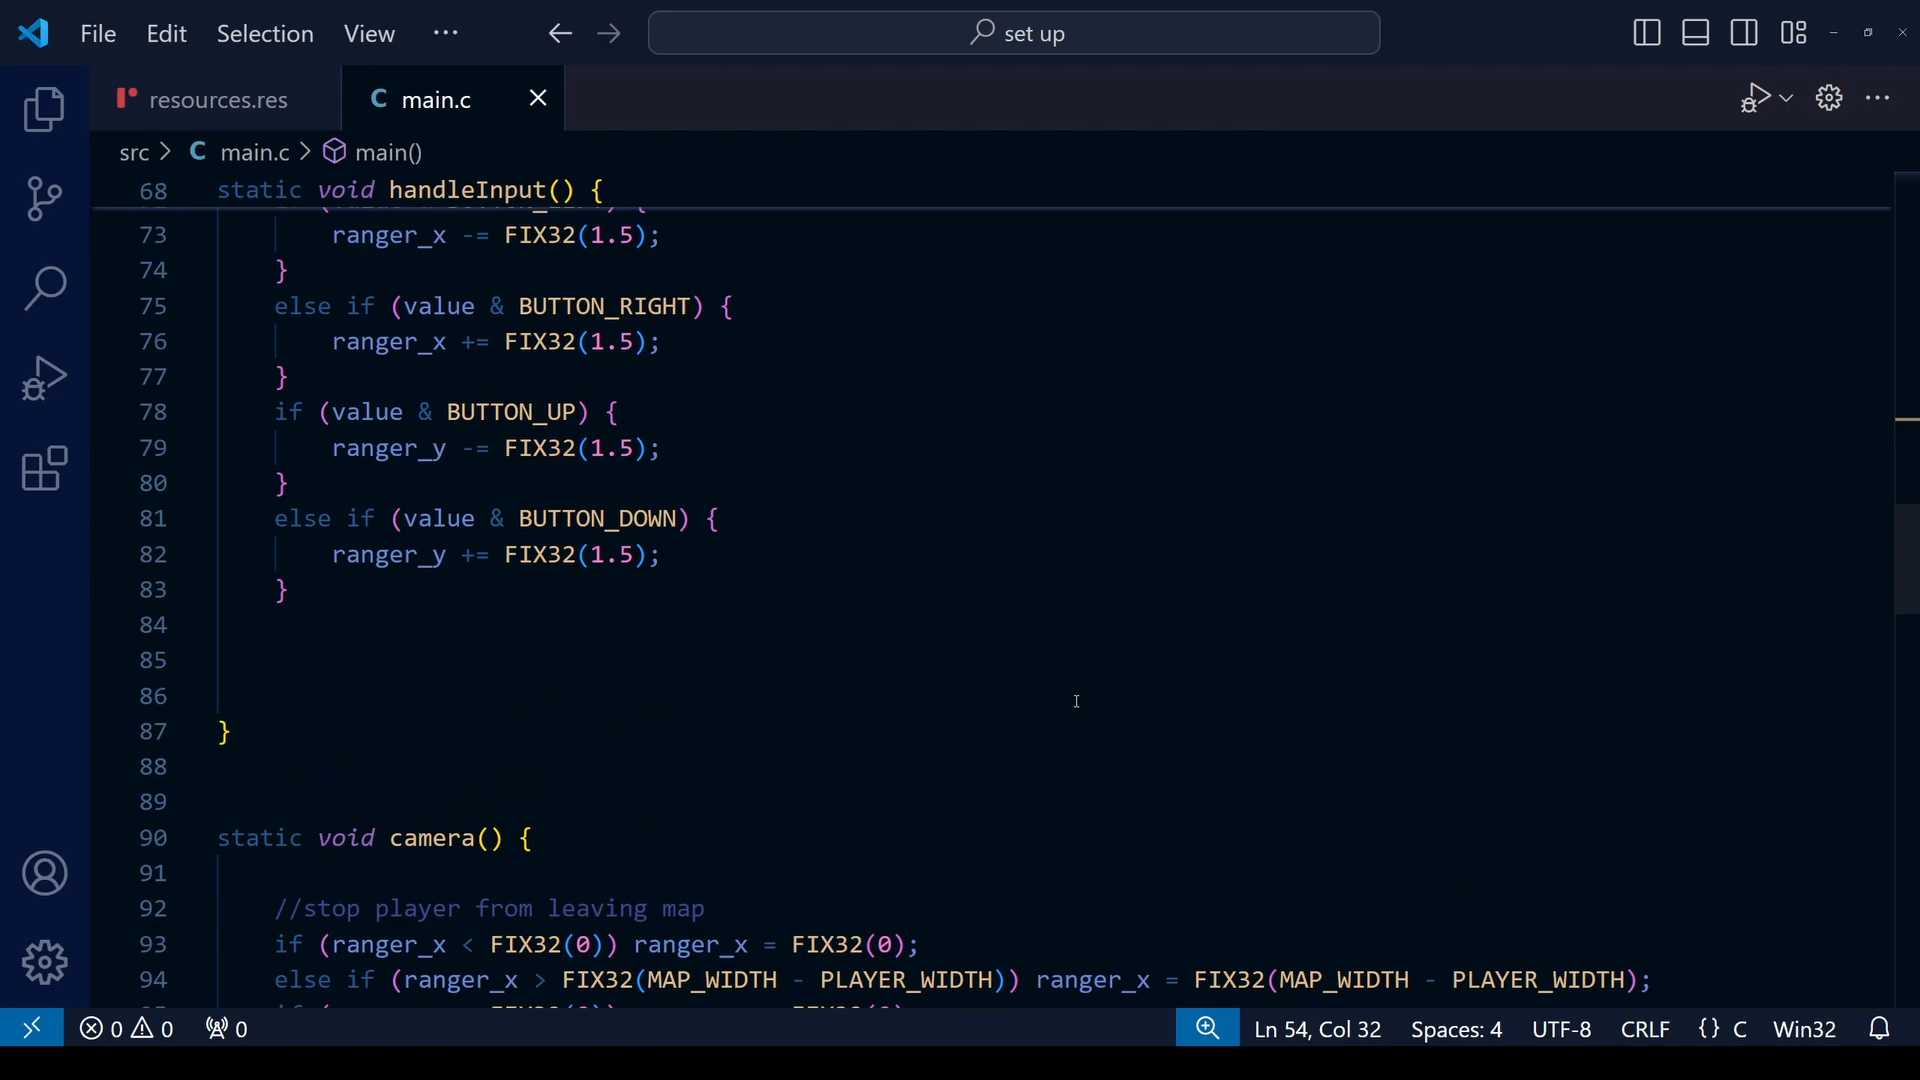 File Edit Selection View ··· set up
resources.res C main.c
src > C main.c > main()
68 static void handleInput() {
73 ranger_x -= FIX32(1.5);
74 }
75 else if (value & BUTTON_RIGHT) {
76 ranger_x += FIX32(1.5);
77 }
78 if (value & BUTTON_UP) {
79 ranger_y -= FIX32(1.5);
80 }
81 else if (value & BUTTON_DOWN) {
82 ranger_y += FIX32(1.5);
83 }
84
85
86
87 }
88
89
90 static void camera() {
91
92 //stop player from leaving map
93 if (ranger_x < FIX32(0)) ranger_x = FIX32(0);
94 else if (ranger_x > FIX32(MAP_WIDTH - PLAYER_WIDTH)) ranger_x = FIX32(MAP_WIDTH - PLAYER_WIDTH);
0 0 0 Ln 54, Col 32 Spaces: 4 UTF-8 CRLF {} C Win32